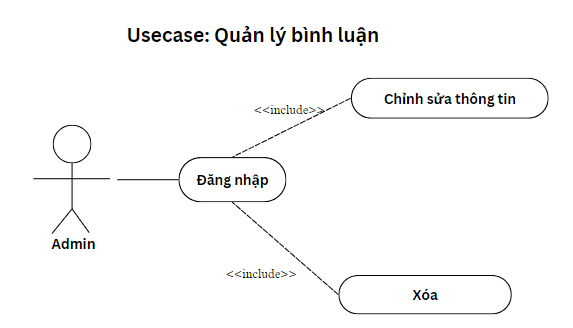 Usecase: Quản lý bình luận
<<include>>
Chỉnh sửa thông tin
Đăng nhập
Admin
<<include>>
Xóa